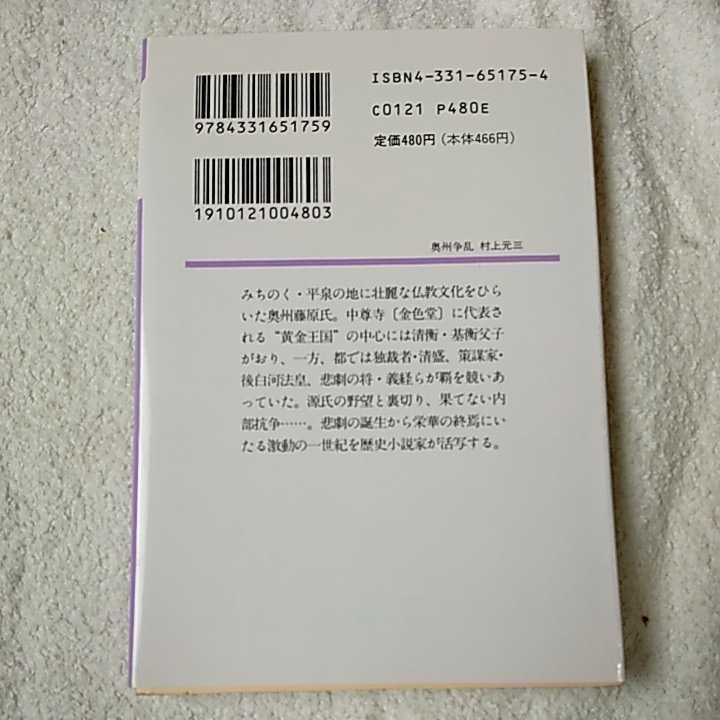 ISBN4-331-65175-4
C0121 P480E
定価480円(本体466円)
9784331651759
1910121004803
奥州争乱 村上元三
みちのく・平泉の地に壮麗な仏教文化をひら
いた奥州藤原氏。中尊寺〔金色堂〕に代表さ
れる“黄金王国”の中心には清衡・基衡父子
がおり、一方、都では独裁者・清盛、策謀家・
後白河法皇、悲劇の将・義経らが覇を競いあ
っていた。源氏の野望と裏切り、果てない内
部抗争……。悲劇の誕生から栄華の終焉にい
たる激動の一世紀を歴史小説家が活写する。